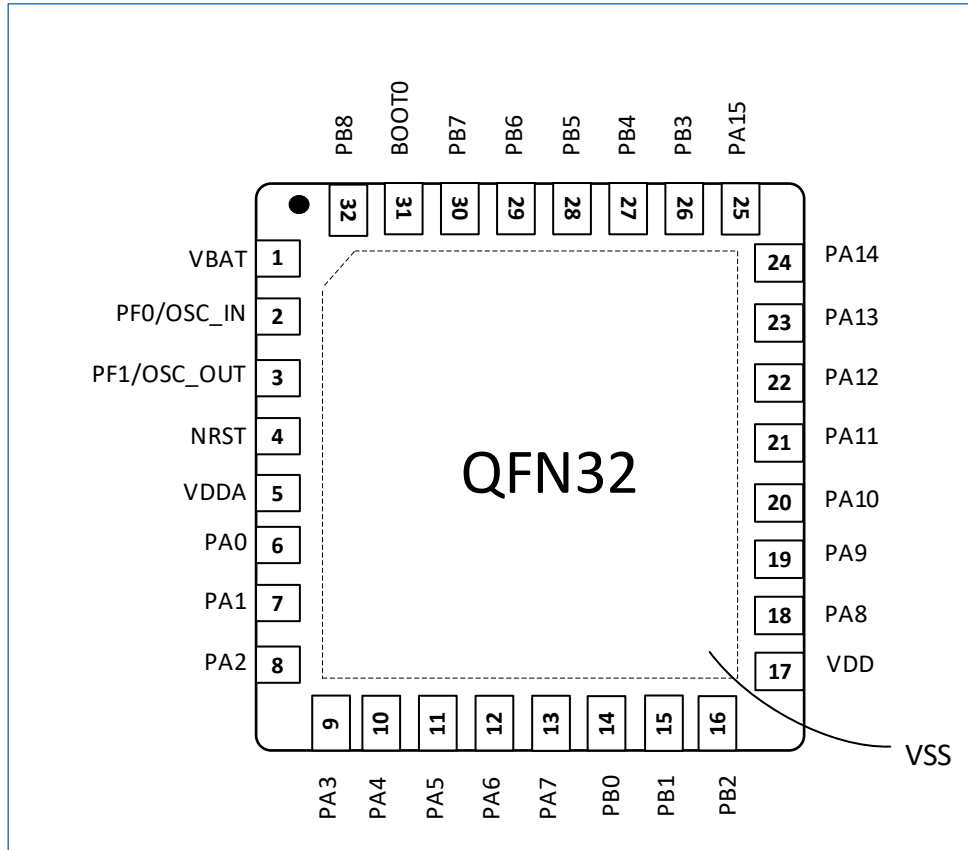 PB8 BOOT0 PB7 PB6 PB5 PB4 PB3 PA15
32 31 30 29 28 27 26 25
VBAT 1
PF0/OSC_IN 2
PF1/OSC_OUT 3
NRST 4
VDDA 5
PA0 6
PA1 7
PA2 8
QFN32
24 PA14
23 PA13
22 PA12
21 PA11
20 PA10
19 PA9
18 PA8
17 VDD
9 10 11 12 13 14 15 16
PA3 PA4 PA5 PA6 PA7 PB0 PB1 PB2
VSS